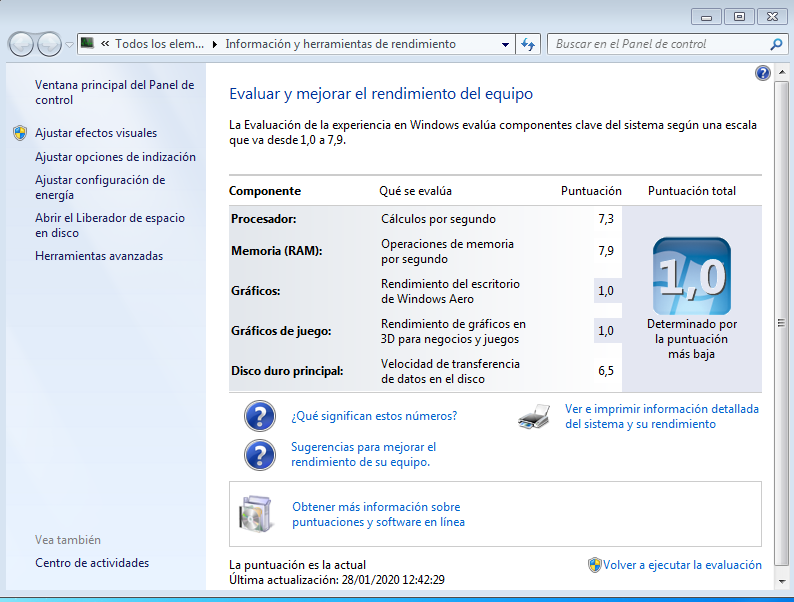 « Todos los elem... ▸ Información y herramientas de rendimiento
Buscar en el Panel de control
Ventana principal del Panel de
control
Ajustar efectos visuales
Ajustar opciones de indización
Ajustar configuración de
energía
Abrir el Liberador de espacio
en disco
Herramientas avanzadas
Vea también
Centro de actividades
Evaluar y mejorar el rendimiento del equipo
La Evaluación de la experiencia en Windows evalúa componentes clave del sistema según una escala
que va desde 1,0 a 7,9.
Componente Qué se evalúa Puntuación Puntuación total
Procesador: Cálculos por segundo 7,3
Memoria (RAM): Operaciones de memoria
por segundo 7,9
Gráficos: Rendimiento del escritorio
de Windows Aero 1,0
Gráficos de juego: Rendimiento de gráficos en
3D para negocios y juegos 1,0
Disco duro principal: Velocidad de transferencia
de datos en el disco 6,5
1,0
Determinado por
la puntuación
más baja
¿Qué significan estos números?
Sugerencias para mejorar el
rendimiento de su equipo.
Ver e imprimir información detallada
del sistema y su rendimiento
Obtener más información sobre
puntuaciones y software en línea
La puntuación es la actual
Última actualización: 28/01/2020 12:42:29
Volver a ejecutar la evaluación